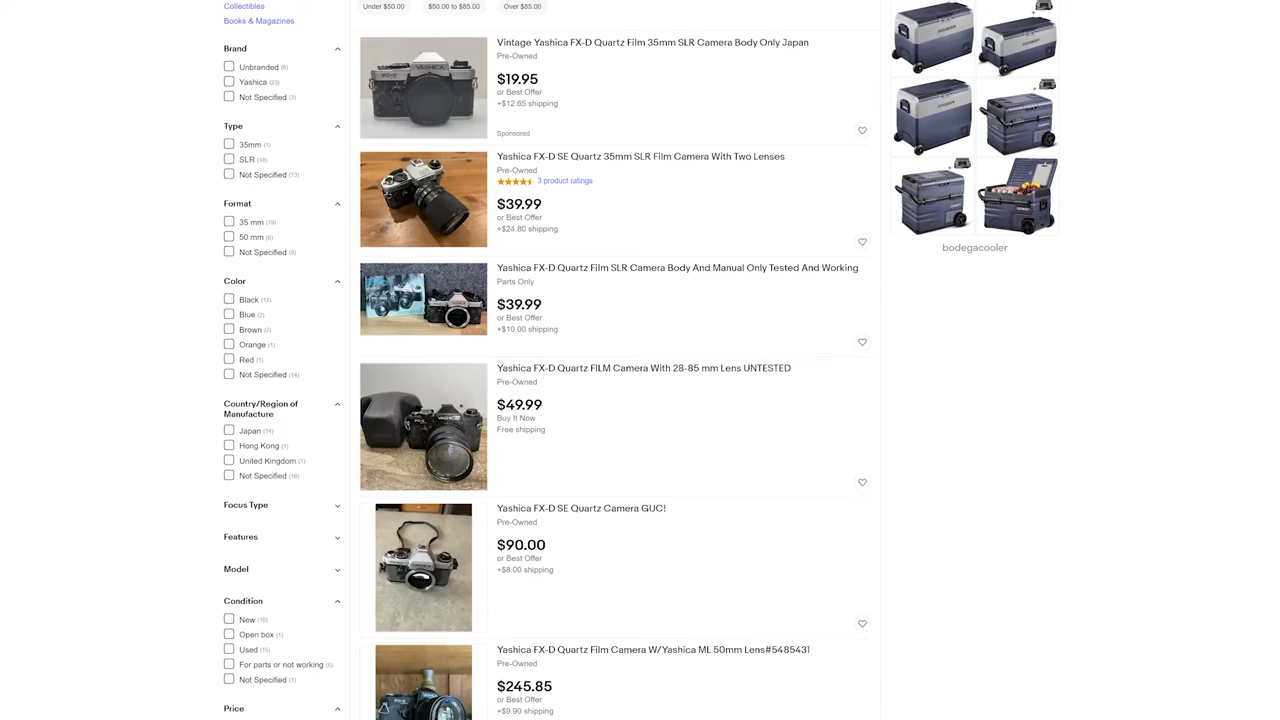 Collectibles
Books & Magazines
Brand
Unbranded (6)
Yashica (23)
Not Specified (3)
Type
35mm (1)
SLR (18)
Not Specified (13)
Format
35 mm (19)
50 mm (6)
Not Specified (9)
Color
Black (12)
Blue (2)
Brown (2)
Orange (1)
Red (1)
Not Specified (14)
Country/Region of
Manufacture
Japan (14)
Hong Kong (1)
United Kingdom (1)
Not Specified (16)
Focus Type
Features
Model
Condition
New (10)
Open box (1)
Used (15)
For parts or not working (5)
Not Specified (1)
Price
Under $50.00
$50.00 to $85.00
Over $85.00
Vintage Yashica FX-D Quartz Film 35mm SLR Camera Body Only Japan
Pre-Owned
$19.95
or Best Offer
+$12.65 shipping
Sponsored
YASHICA
Yashica FX-D SE Quartz 35mm SLR Film Camera With Two Lenses
Pre-Owned
3 product ratings
$39.99
or Best Offer
+$24.80 shipping
Yashica FX-D Quartz Film SLR Camera Body And Manual Only Tested And Working
Parts Only
$39.99
or Best Offer
+$10.00 shipping
Yashica FX-D Quartz FILM Camera With 28-85 mm Lens UNTESTED
Pre-Owned
$49.99
Buy It Now
Free shipping
Yashica FX-D SE Quartz Camera GUC!
Pre-Owned
$90.00
or Best Offer
+$8.00 shipping
Yashica FX-D Quartz Film Camera W/Yashica ML 50mm Lens#5485431
Pre-Owned
$245.85
or Best Offer
+$9.90 shipping
bodegacooler